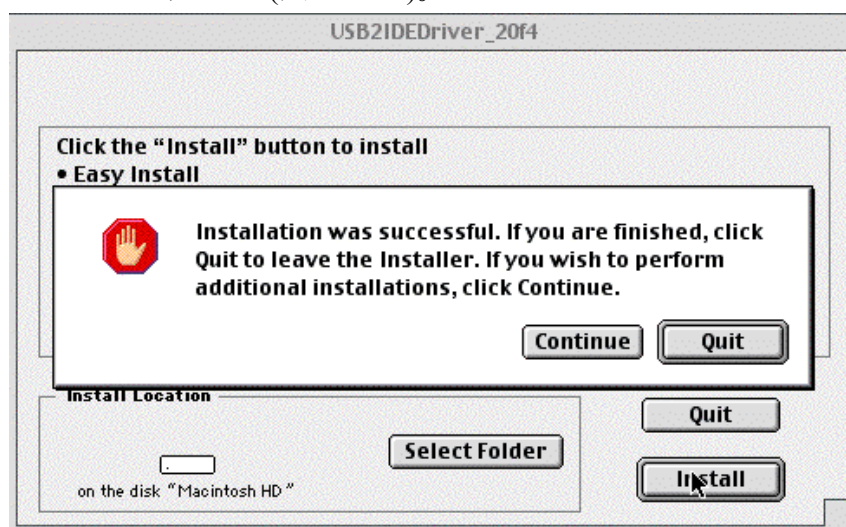 USB2IDEDriver_20f4
Click the “Install” button to install
• Easy Install
Installation was successful. If you are finished, click
Quit to leave the Installer. If you wish to perform
additional installations, click Continue.
Continue
Quit
Install Location
Quit
Select Folder
on the disk “Macintosh HD”
Install